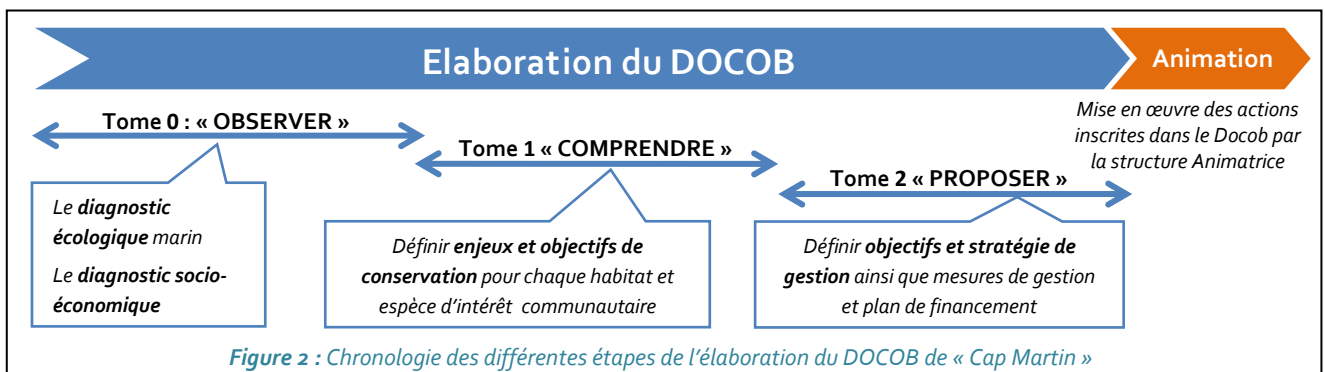 Elaboration du DOCOB
Animation
Tome 0 : « OBSERVER »
Mise en œuvre des actions
inscrites dans le Docob par
la structure Animatrice
Tome 1 « COMPRENDRE »
Tome 2 « PROPOSER »
Le diagnostic
écologique marin
Le diagnostic socio-
économique
Définir enjeux et objectifs de
conservation pour chaque habitat et
espèce d'intérêt communautaire
Définir objectifs et stratégie de
gestion ainsi que mesures de gestion
et plan de financement
Figure 2 : Chronologie des différentes étapes de l'élaboration du DOCOB de « Cap Martin »